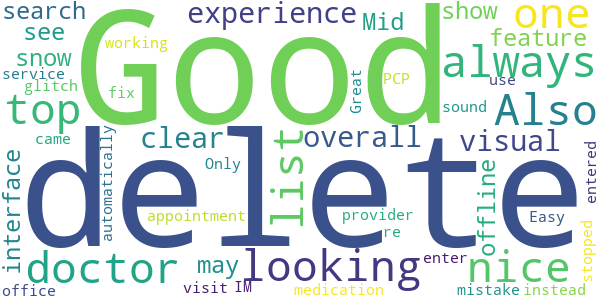 search
experience
Mid
show
one
see
working
Good
feature
snow
always
service
glitch
fix
Great
PCP
use
top
sound
Also
came
delete
clear
list
overall
visual
entered
interface
automatically
Only
offline
appointment
provider
re
Easy
doctor
may
looking
nice
stopped
office
visit
IM
medication
enter
mistake
instead